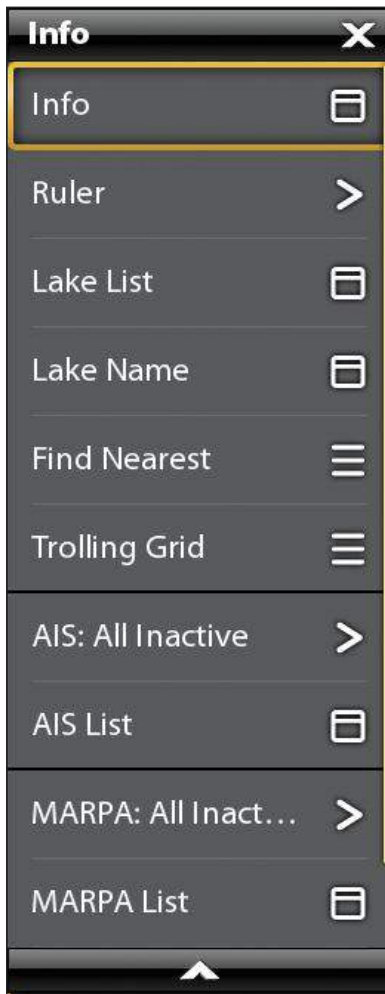 Info
Info
Ruler
Lake List
Lake Name
Find Nearest
Trolling Grid
AIS: All Inactive
AIS List
MARPA: All Inact...
MARPA List